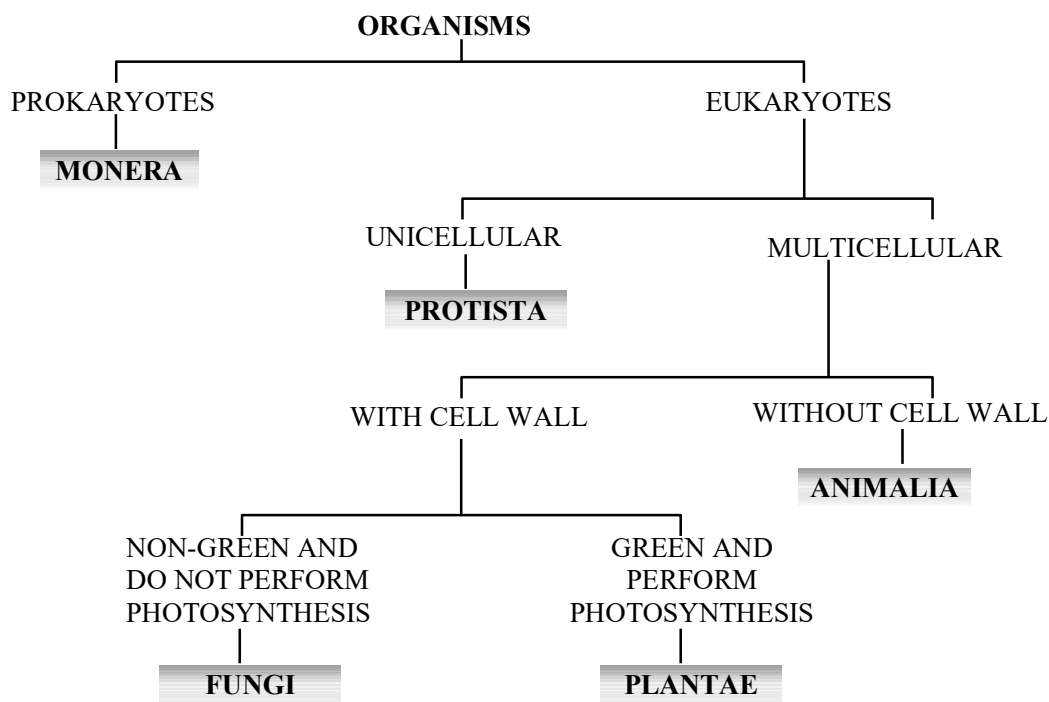 ORGANISMS
PROKARYOTES
EUKARYOTES
MONERA
UNICELLULAR
MULTICELLULAR
PROTISTA
WITH CELL WALL
WITHOUT CELL WALL
ANIMALIA
NON-GREEN AND
DO NOT PERFORM
PHOTOSYNTHESIS
GREEN AND
PERFORM
PHOTOSYNTHESIS
FUNGI
PLANTAE